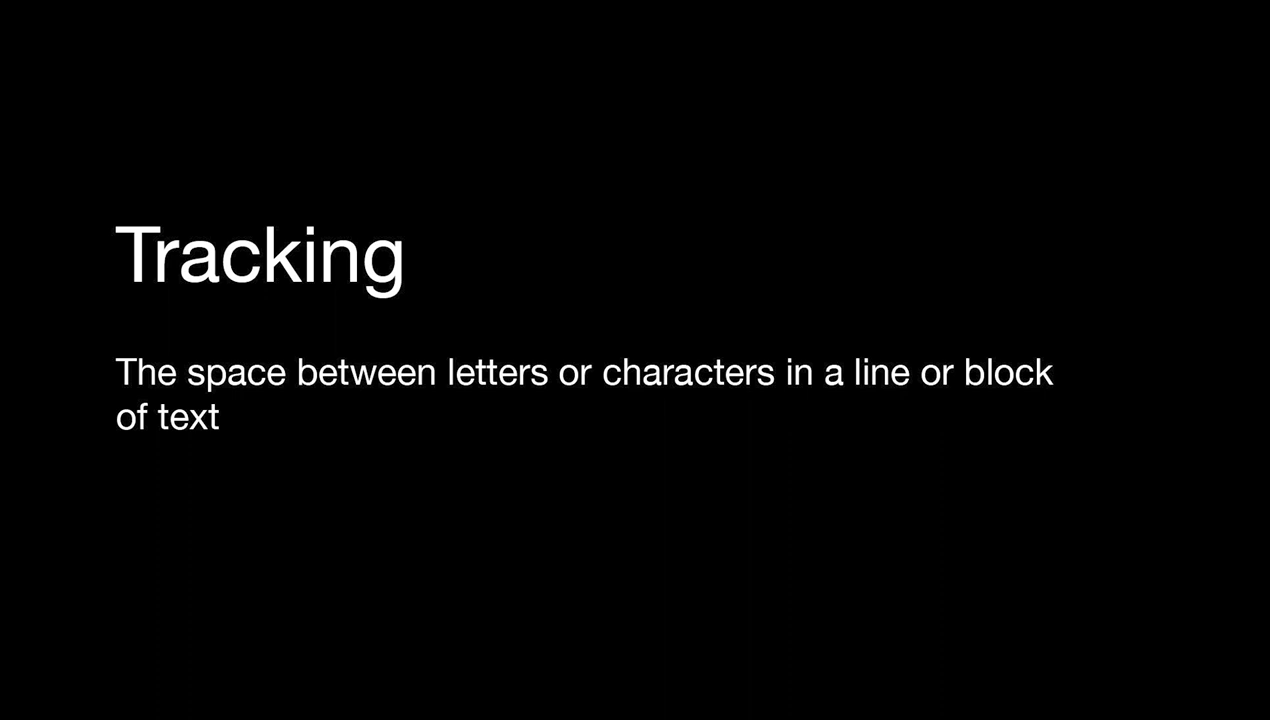 Tracking
The space between letters or characters in a line or block
of text